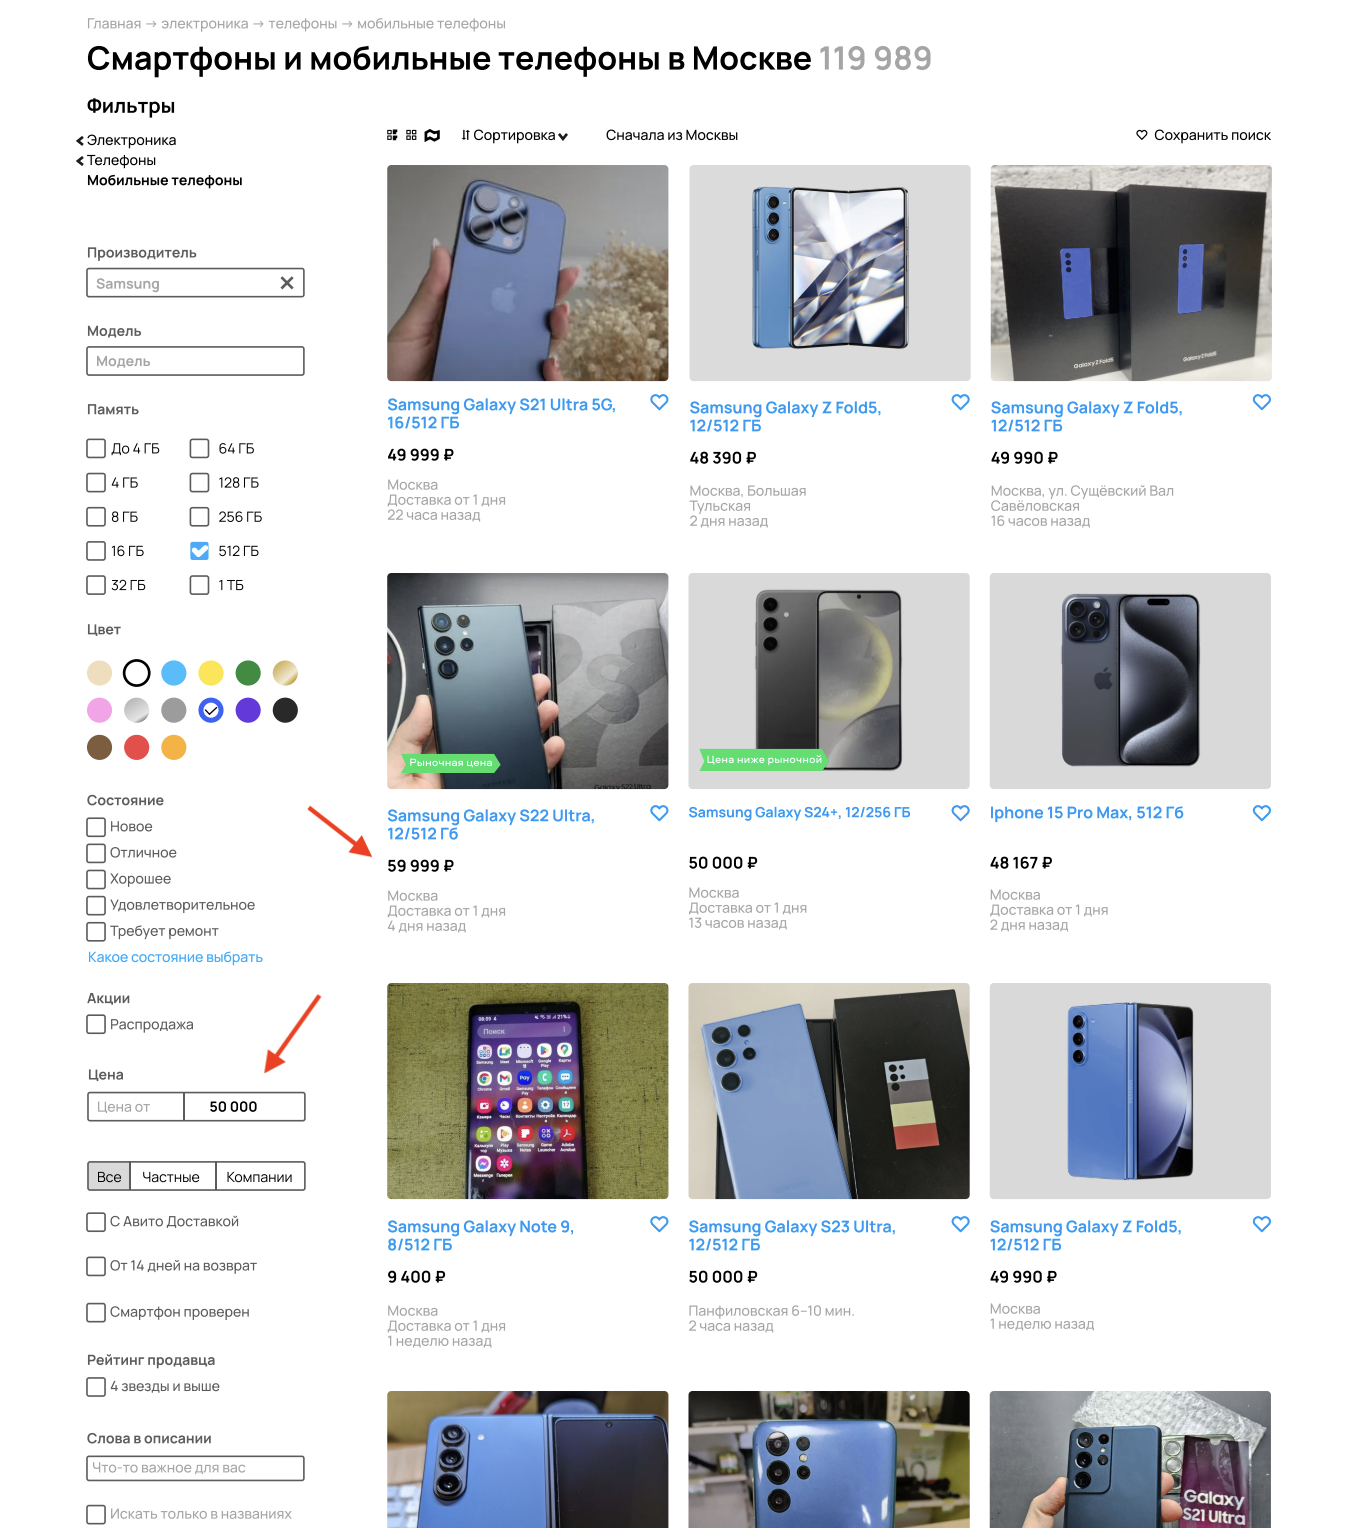 Главная → электроника → телефоны → мобильные телефоны
Смартфоны и мобильные телефоны в Москве 119 989
Фильтры
Электроника
Телефоны
Мобильные телефоны
Производитель
Samsung
Модель
Модель
Память
До 4 ГБ
64 ГБ
4 ГБ
128 ГБ
8 ГБ
256 ГБ
16 ГБ
512 ГБ
32 ГБ
1 ТБ
Цвет
Состояние
Новое
Отличное
Хорошее
Удовлетворительное
Требует ремонт
Какое состояние выбрать
Акции
Распродажа
Цена
Цена от
50 000
Все
Частные
Компании
С Авито Доставкой
От 14 дней на возврат
Смартфон проверен
Рейтинг продавца
4 звезды и выше
Слова в описании
Что-то важное для вас
Искать только в названиях
Сортировка
Сначала из Москвы
Сохранить поиск
Samsung Galaxy S21 Ultra 5G,
16/512 ГБ
49 999 ₽
Москва
Доставка от 1 дня
22 часа назад
Samsung Galaxy Z Fold5,
12/512 ГБ
48 390 ₽
Москва, Большая
Тульская
2 дня назад
Galaxy Z Fold5
Galaxy Z Fold5
Samsung Galaxy Z Fold5,
12/512 ГБ
49 990 ₽
Москва, ул. Сущёвский Вал
Савёловская
16 часов назад
Рыночная цена
Galaxy S22 Ultra
Samsung Galaxy S22 Ultra,
12/512 Гб
59 999 ₽
Москва
Доставка от 1 дня
4 дня назад
Цена ниже рыночной
Samsung Galaxy S24+, 12/256 ГБ
50 000 ₽
Москва
Доставка от 1 дня
13 часов назад
Iphone 15 Pro Max, 512 Гб
48 167 ₽
Москва
Доставка от 1 дня
2 дня назад
Поиск
Samsung Galaxy Note 9,
8/512 ГБ
9 400 ₽
Москва
Доставка от 1 дня
1 неделю назад
Samsung Galaxy S23 Ultra,
12/512 ГБ
50 000 ₽
Панфиловская 6–10 мин.
2 часа назад
Samsung Galaxy Z Fold5,
12/512 ГБ
49 990 ₽
Москва
1 неделю назад
Galaxy
S21 Ultra